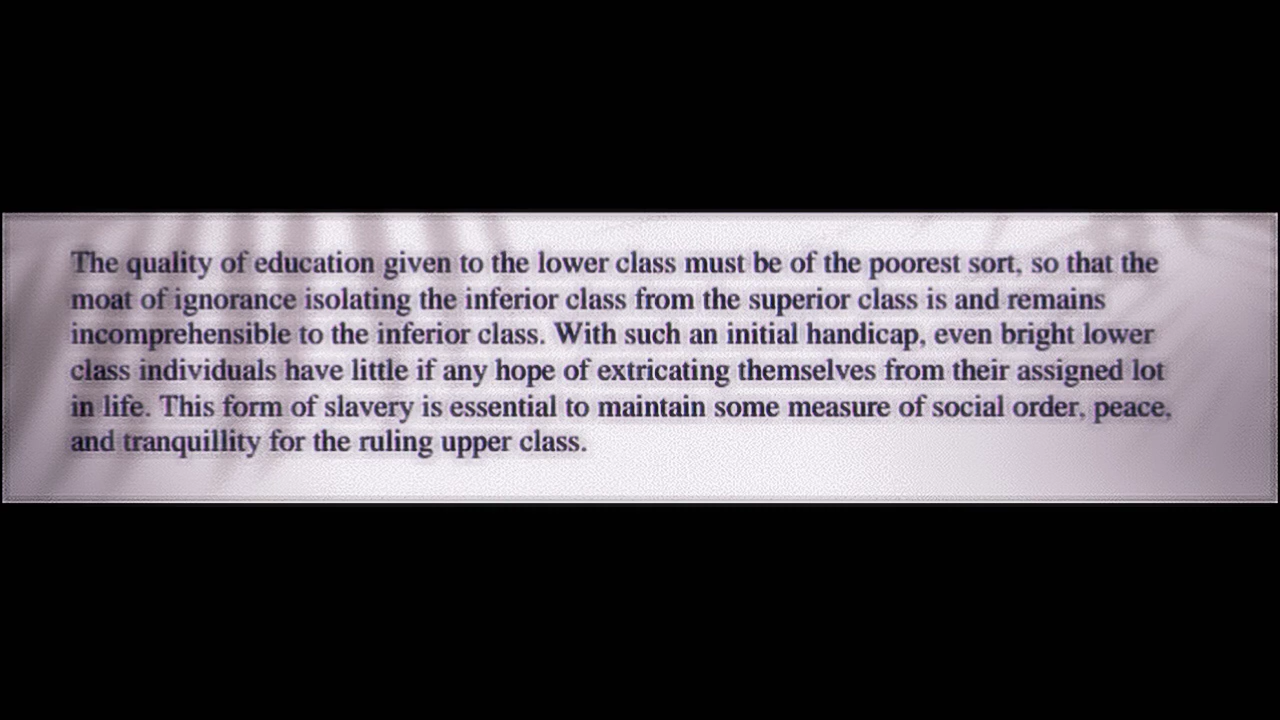 The quality of education given to the lower class must be of the poorest sort, so that the
moat of ignorance isolating the inferior class from the superior class is and remains
incomprehensible to the inferior class. With such an initial handicap, even bright lower
class individuals have little if any hope of extricating themselves from their assigned lot
in life. This form of slavery is essential to maintain some measure of social order, peace,
and tranquillity for the ruling upper class.